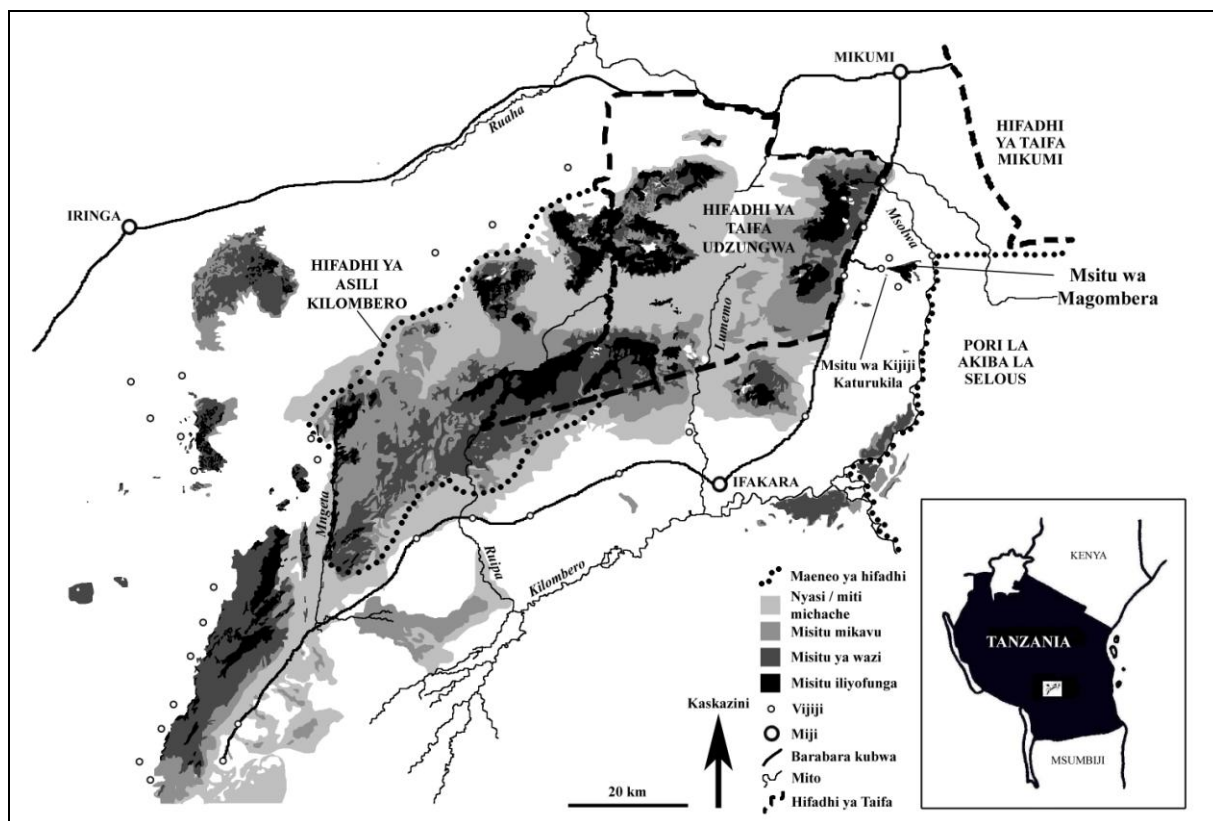 MIKUMI
HIFADHI
YA TAIFA
MIKUMI
Ruaha
IRINGA
HIFADHI YA
TAIFA
UDZUNGWA
Msolwa
HIFADHI YA
ASILI
KILOMBERO
Msitu wa
Magombera
Lumemo
PORI LA
AKIBA LA
SELOUS
Msitu wa Kijiji
Katurukila
IFAKARA
Mngeta
Ruipa
Kilombero
Maeneo ya hifadhi
Nyasi / miti
michache
Misitu mikavu
Misitu ya wazi
Misitu iliyofunga
Vijiji
Miji
Barabara kubwa
Mito
Hifadhi ya Taifa
Kaskazini
20 km
KENYA
TANZANIA
MSUMBIJI